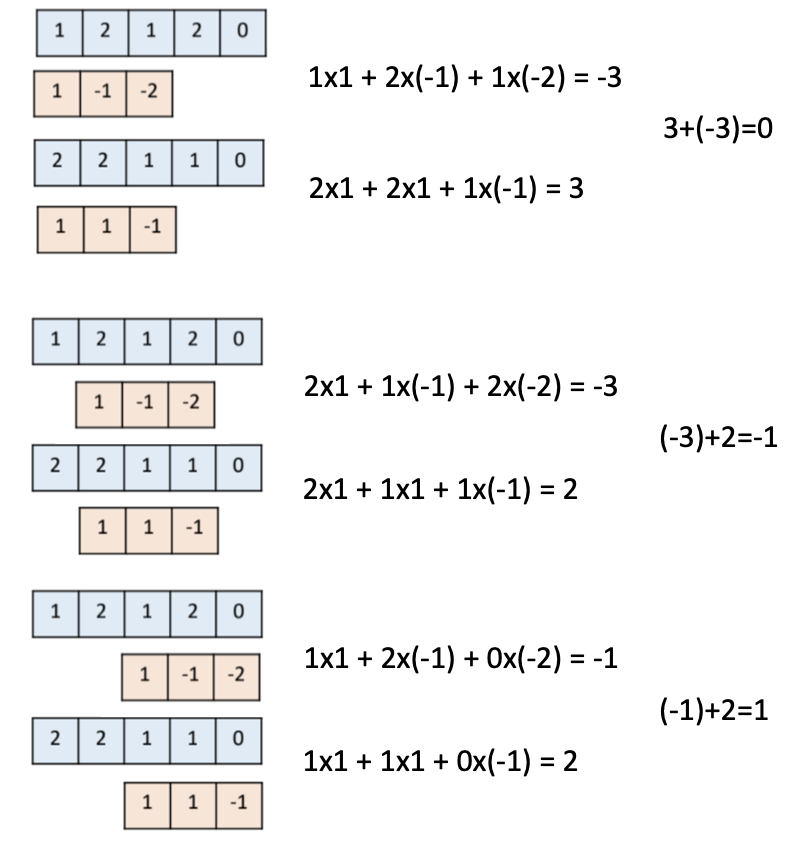 1 2 1 2 0
1x1 + 2x(-1) + 1x(-2) = -3
1 -1 -2
3+(-3)=0
2 2 1 1 0
2x1 + 2x1 + 1x(-1) = 3
1 1 -1
1 2 1 2 0
2x1 + 1x(-1) + 2x(-2) = -3
1 -1 -2
(-3)+2=-1
2 2 1 1 0
2x1 + 1x1 + 1x(-1) = 2
1 1 -1
1 2 1 2 0
1x1 + 2x(-1) + 0x(-2) = -1
1 -1 -2
(-1)+2=1
2 2 1 1 0
1x1 + 1x1 + 0x(-1) = 2
1 1 -1